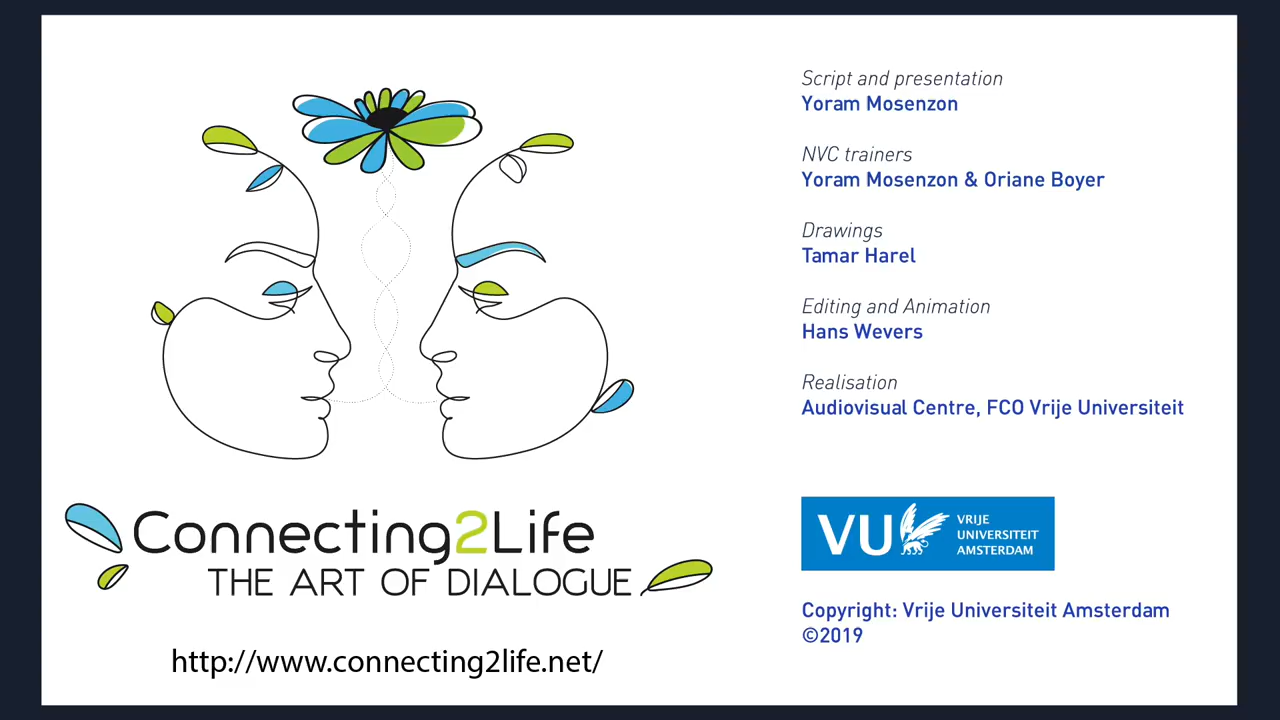 Connecting2Life
THE ART OF DIALOGUE
http://www.connecting2life.net/
Script and presentation
Yoram Mosenzon
NVC trainers
Yoram Mosenzon & Oriane Boyer
Drawings
Tamar Harel
Editing and Animation
Hans Wevers
Realisation
Audiovisual Centre, FCO Vrije Universiteit
VU VRIJE
UNIVERSITEIT
AMSTERDAM
Copyright: Vrije Universiteit Amsterdam
©2019